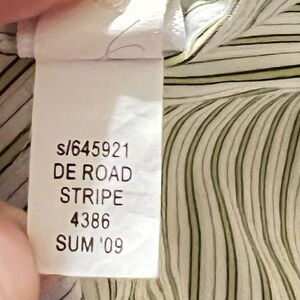 s/645921
DE ROAD
STRIPE
4386
SUM '09